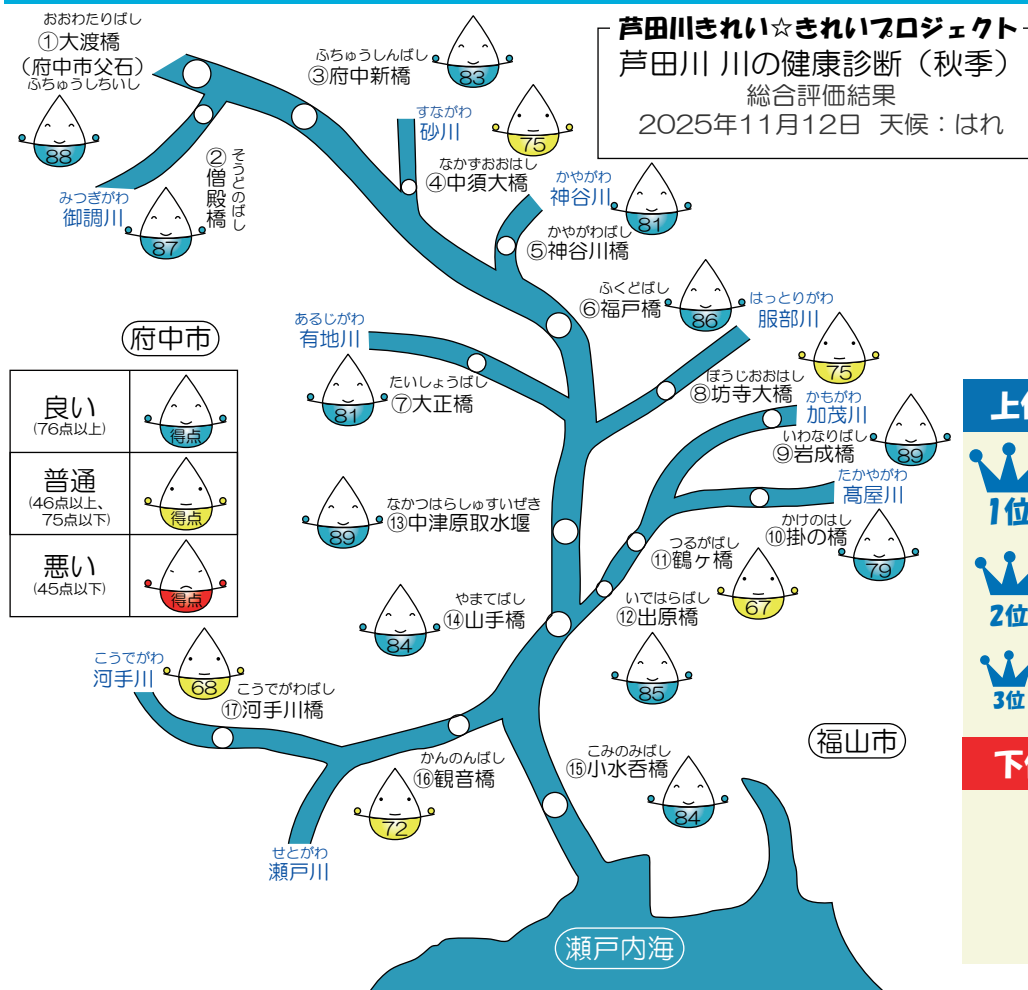 芦田川きれい☆きれいプロジェクト
芦田川 川の健康診断（秋季）
総合評価結果
2025年11月12日 天候：はれ
おおわたりばし
①大渡橋
（府中市父石）
ふちゅうしちいし
88
そうどのばし
②僧殿橋
みつぎがわ
御調川
87
ふちゅうしんばし
③府中新橋
83
すながわ
砂川
75
なかずおおはし
④中須大橋
かやがわ
神谷川
81
かやがわばし
⑤神谷川橋
ふくどばし
⑥福戸橋
86
はっとりがわ
服部川
75
あるじがわ
有地川
たいしょうばし
⑦大正橋
81
ぼうじおおはし
⑧坊寺大橋
かもがわ
加茂川
いわなりばし
⑨岩成橋
89
たかやがわ
髙屋川
かけのはし
⑩掛の橋
79
つるがばし
⑪鶴ヶ橋
67
いではらばし
⑫出原橋
85
なかつはらしゅすいぜき
⑬中津原取水堰
89
やまてばし
⑭山手橋
84
こみのみばし
⑮小水呑橋
84
かんのんばし
⑯観音橋
72
こうでがわ
河手川
68
こうでがわばし
⑰河手川橋
せとがわ
瀬戸川
瀬戸内海
府中市
福山市
良い
(76点以上)
得点
普通
(46点以上、
75点以下)
得点
悪い
(45点以下)
得点
上
1位
2位
3位
下